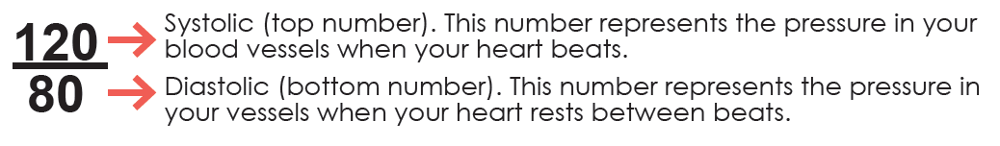 120
Systolic (top number). This number represents the pressure in your
blood vessels when your heart beats.
80
Diastolic (bottom number). This number represents the pressure in
your vessels when your heart rests between beats.